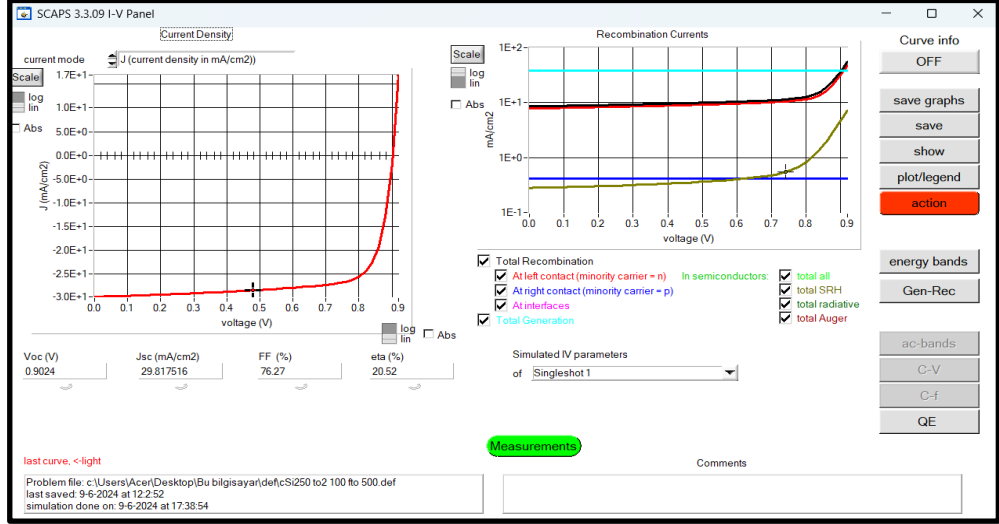 SCAPS 3.3.09 I-V Panel
Current Density
current mode J (current density in mA/cm2))
Scale
log
lin
Abs
1.7E+1
1.0E+1
5.0E+0
0.0E+0
-5.0E+0
-1.0E+1
-1.5E+1
-2.0E+1
-2.5E+1
-3.0E+1
J (mA/cm2)
0.0 0.1 0.2 0.3 0.4 0.5 0.6 0.7 0.8 0.9
voltage (V)
log
lin
Abs
Voc (V) Jsc (mA/cm2) FF (%) eta (%)
0.9024 29.817516 76.27 20.52
last curve, <-light
Problem file: c:\Users\Acer\Desktop\Bu bilgisayar\def\cSi250 to2 100 fto 500.def
last saved: 9-6-2024 at 12:2:52
simulation done on: 9-6-2024 at 17:38:54
Recombination Currents
Scale
log
lin
Abs
1E+2
1E+1
1E+0
1E-1
mA/cm2
0.0 0.1 0.2 0.3 0.4 0.5 0.6 0.7 0.8 0.9
voltage (V)
Total Recombination
At left contact (minority carrier = n) In semiconductors: total all
At right contact (minority carrier = p) total SRH
At interfaces total radiative
Total Generation total Auger
Simulated IV parameters
of Singleshot 1
Measurements
Comments
Curve info
OFF
save graphs
save
show
plot/legend
action
energy bands
Gen-Rec
ac-bands
C-V
C-f
QE